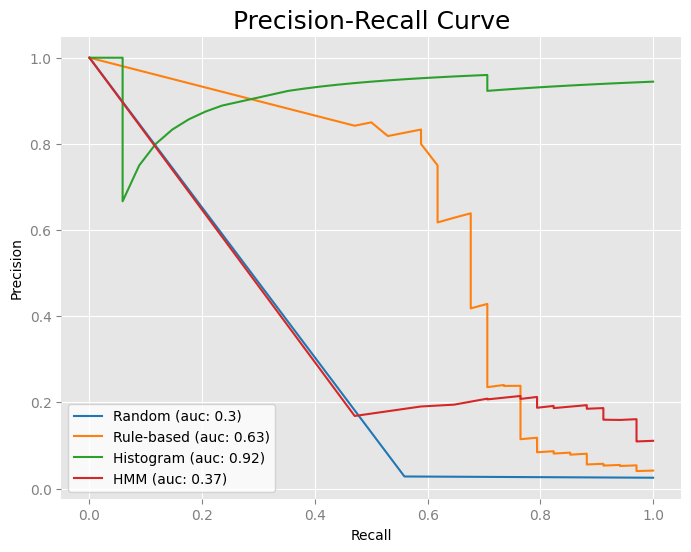 Precision-Recall Curve
Precision
1.0
0.8
0.6
0.4
0.2
0.0
Random (auc: 0.3)
Rule-based (auc: 0.63)
Histogram (auc: 0.92)
HMM (auc: 0.37)
0.0 0.2 0.4 0.6 0.8 1.0
Recall